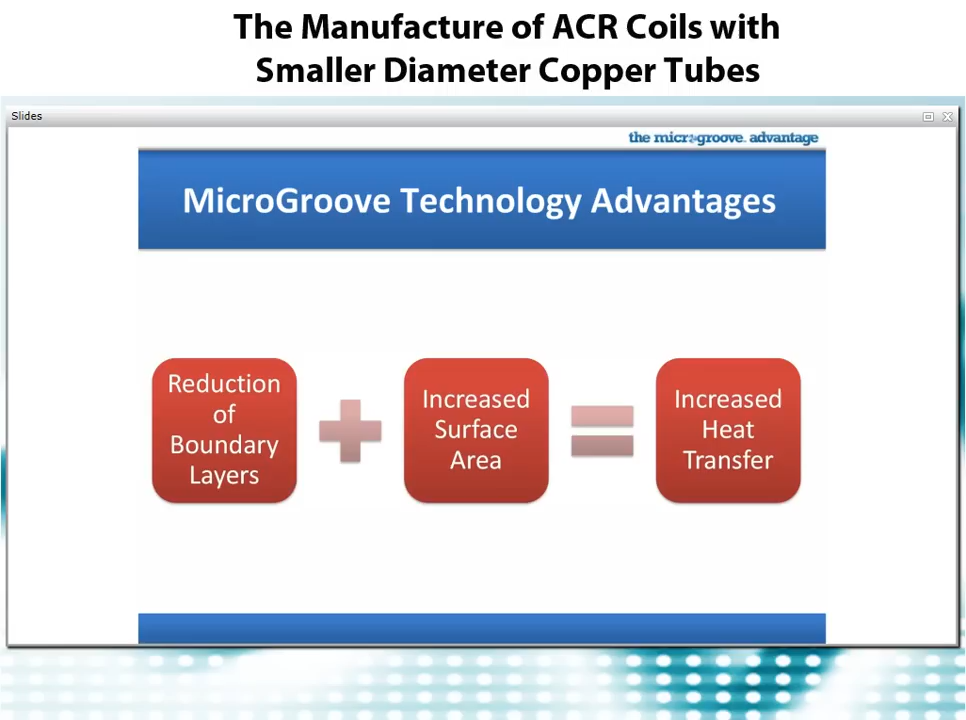 The Manufacture of ACR Coils with
Smaller Diameter Copper Tubes
Slides
the microgroove advantage
MicroGroove Technology Advantages
Reduction
of
Boundary
Layers
Increased
Surface
Area
Increased
Heat
Transfer